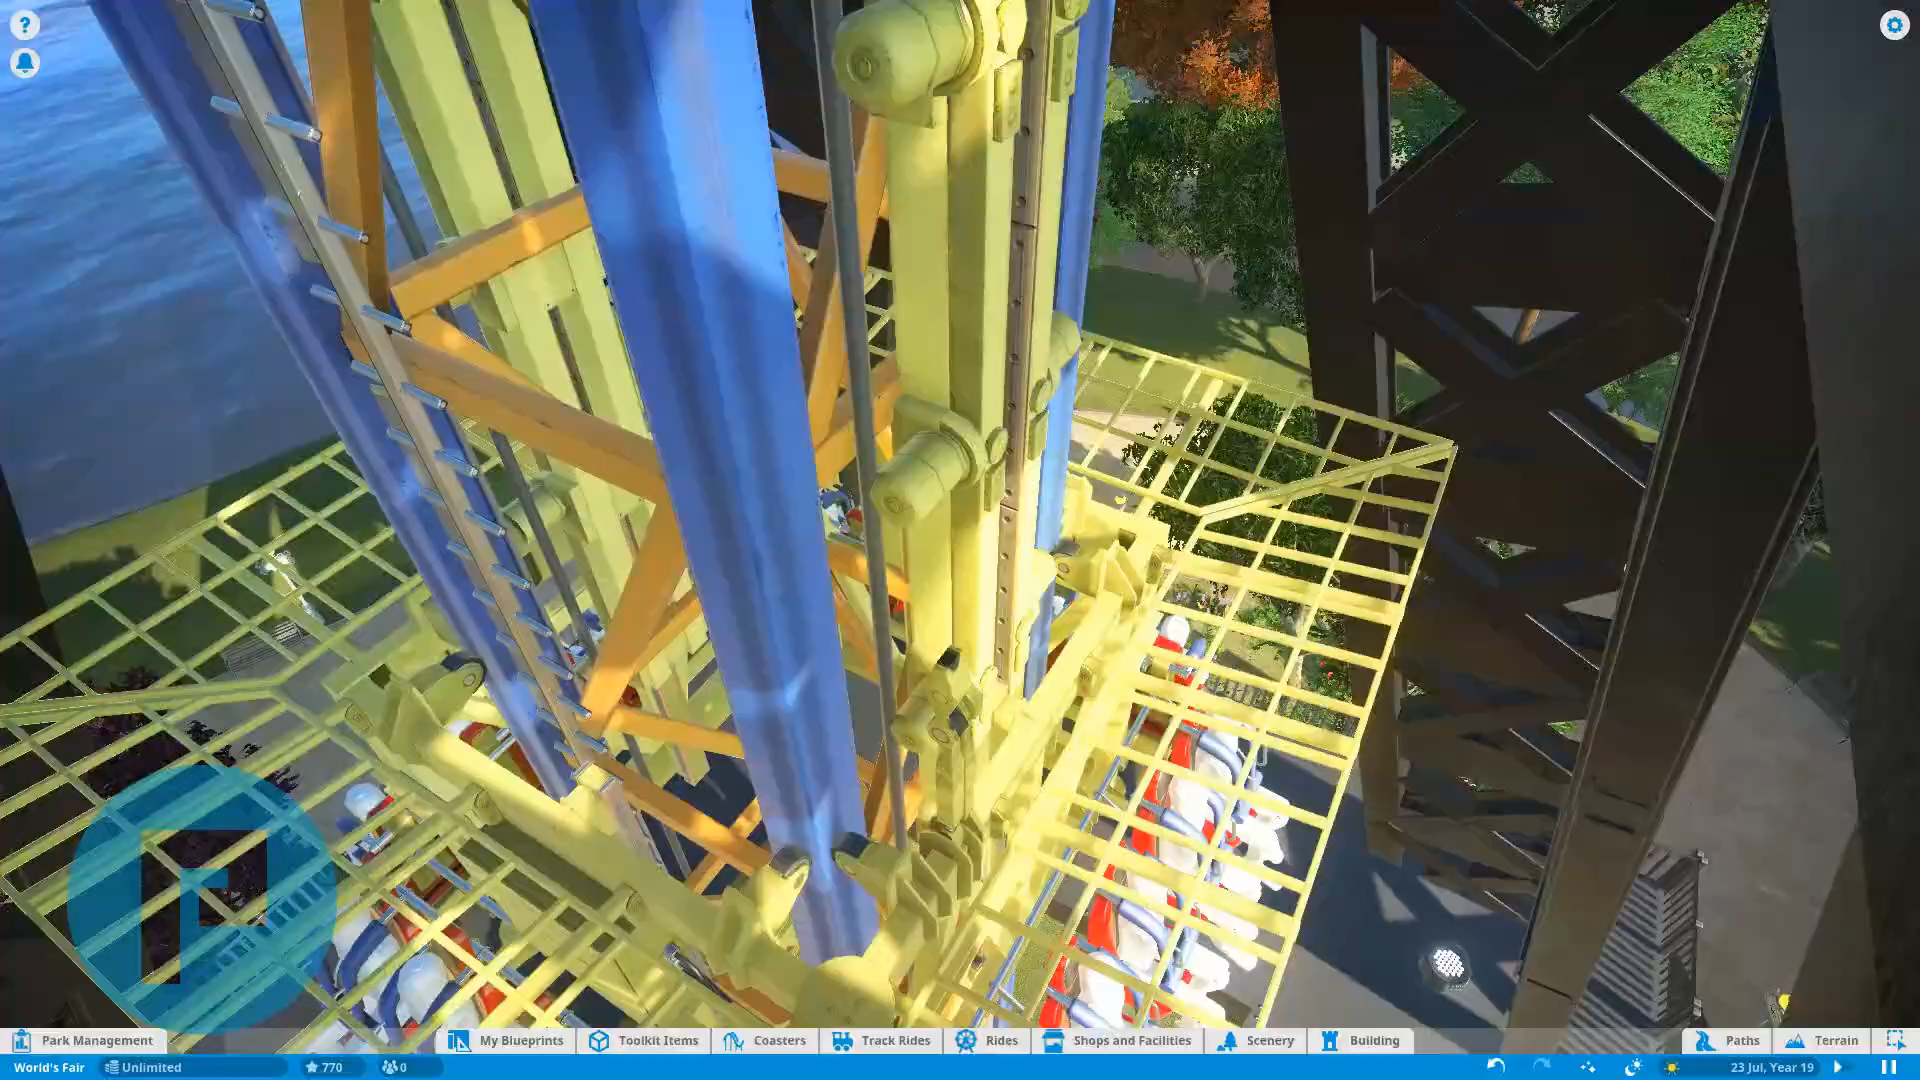 ?
Park Management
My Blueprints
Toolkit Items
Coasters
Track Rides
Rides
Shops and Facilities
Scenery
Building
Paths
Terrain
World's Fair
Unlimited
770
0
23 Jul, Year 19